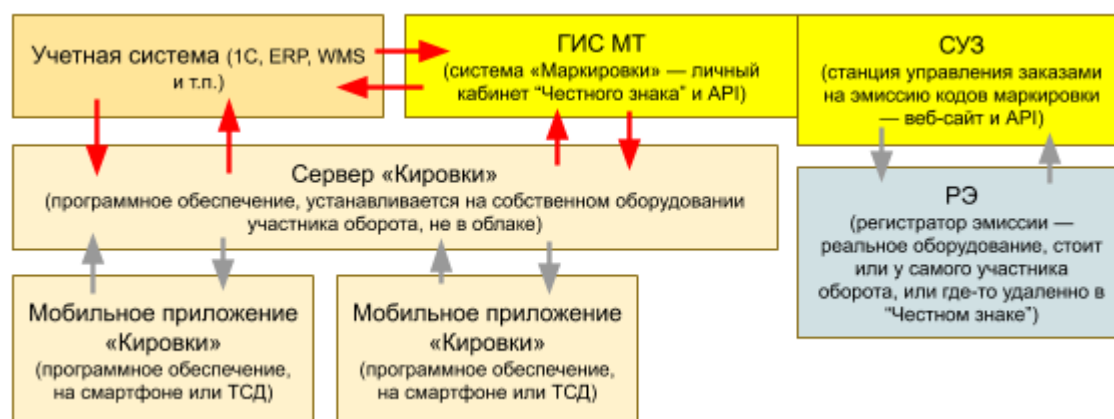 Учетная система (1С, ERP, WMS
и т.п.)
ГИС МТ
(система «Маркировки» — личный
кабинет “Честного знака” и API)
СУЗ
(станция управления заказами
на эмиссию кодов маркировки
— веб-сайт и API)
Сервер «Кировки»
(программное обеспечение, устанавливается на собственном оборудовании
участника оборота, не в облаке)
РЭ
(регистратор эмиссии —
реальное оборудование, стоит
или у самого участника
оборота, или где-то удаленно в
“Честном знаке”)
Мобильное приложение
«Кировки»
(программное обеспечение,
на смартфоне или ТСД)
Мобильное приложение
«Кировки»
(программное обеспечение,
на смартфоне или ТСД)